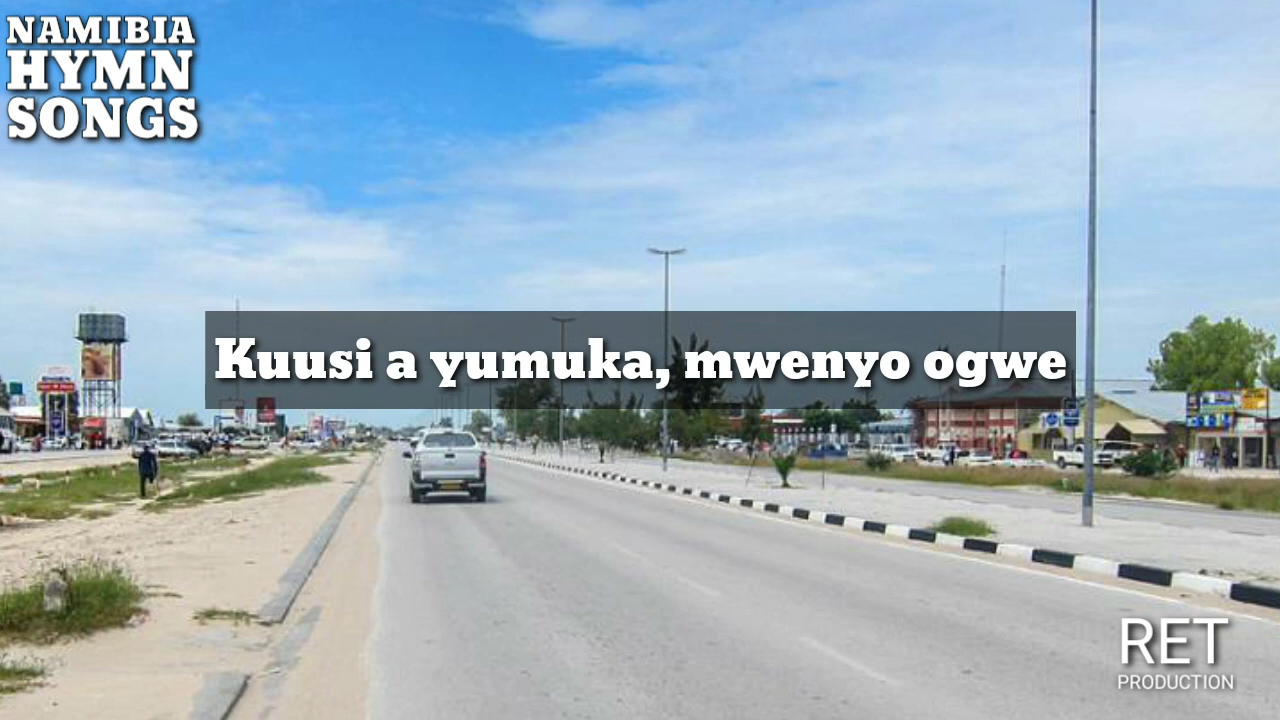 NAMIBIA
HYMN
SONGS
Kuusi a yumuka, mwenyo ogwe
RET
PRODUCTION